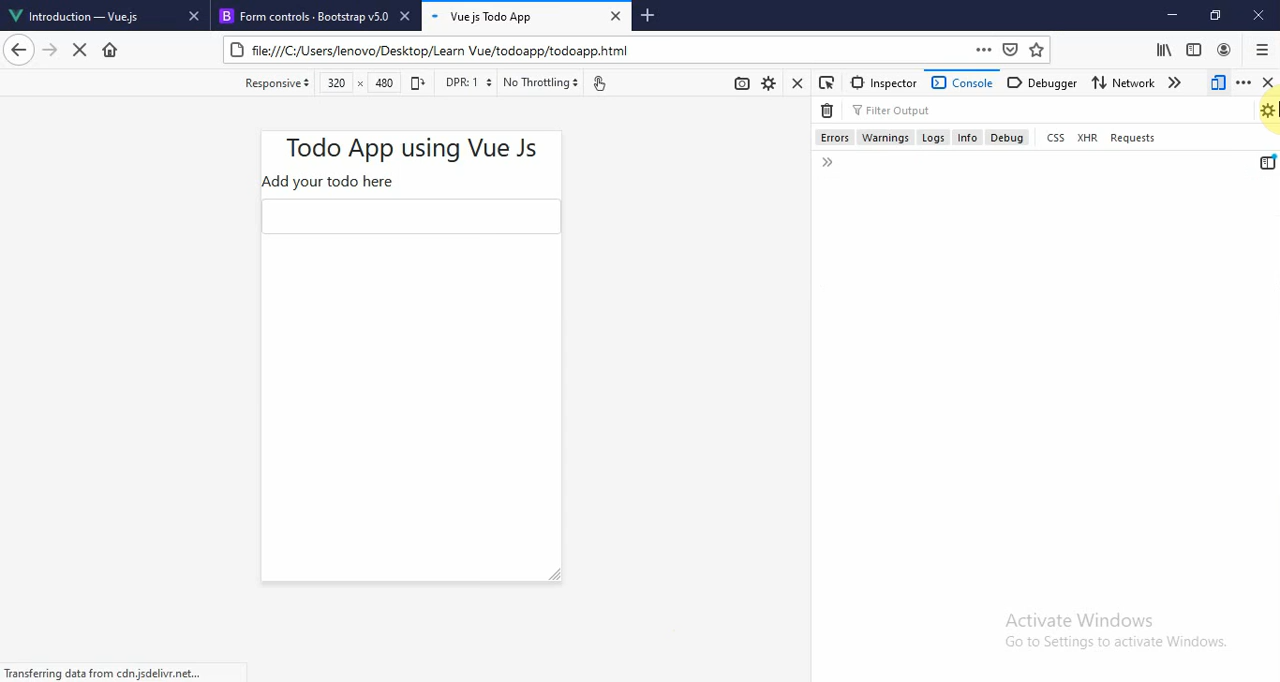 Introduction — Vue.js
Form controls · Bootstrap v5.0
Vue js Todo App
file:///C:/Users/lenovo/Desktop/Learn Vue/todoapp/todoapp.html
Responsive 320 × 480 DPR: 1 No Throttling
Inspector Console Debugger Network
Filter Output
Errors Warnings Logs Info Debug CSS XHR Requests
Todo App using Vue Js
Add your todo here
Activate Windows
Go to Settings to activate Windows.
Transferring data from cdn.jsdelivr.net...